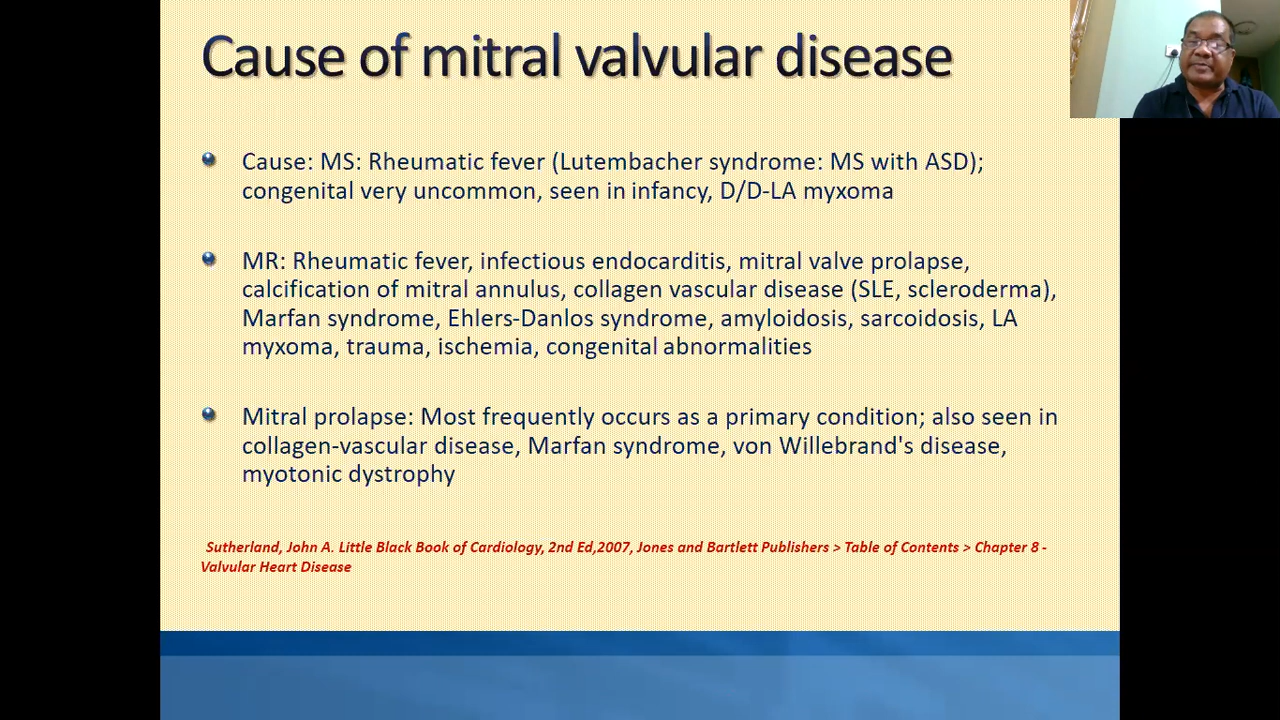 Cause of mitral valvular disease
Cause: MS: Rheumatic fever (Lutembacher syndrome: MS with ASD);
congenital very uncommon, seen in infancy, D/D-LA myxoma
MR: Rheumatic fever, infectious endocarditis, mitral valve prolapse,
calcification of mitral annulus, collagen vascular disease (SLE, scleroderma),
Marfan syndrome, Ehlers-Danlos syndrome, amyloidosis, sarcoidosis, LA
myxoma, trauma, ischemia, congenital abnormalities
Mitral prolapse: Most frequently occurs as a primary condition; also seen in
collagen-vascular disease, Marfan syndrome, von Willebrand's disease,
myotonic dystrophy
Sutherland, John A. Little Black Book of Cardiology, 2nd Ed,2007, Jones and Bartlett Publishers > Table of Contents > Chapter 8 -
Valvular Heart Disease